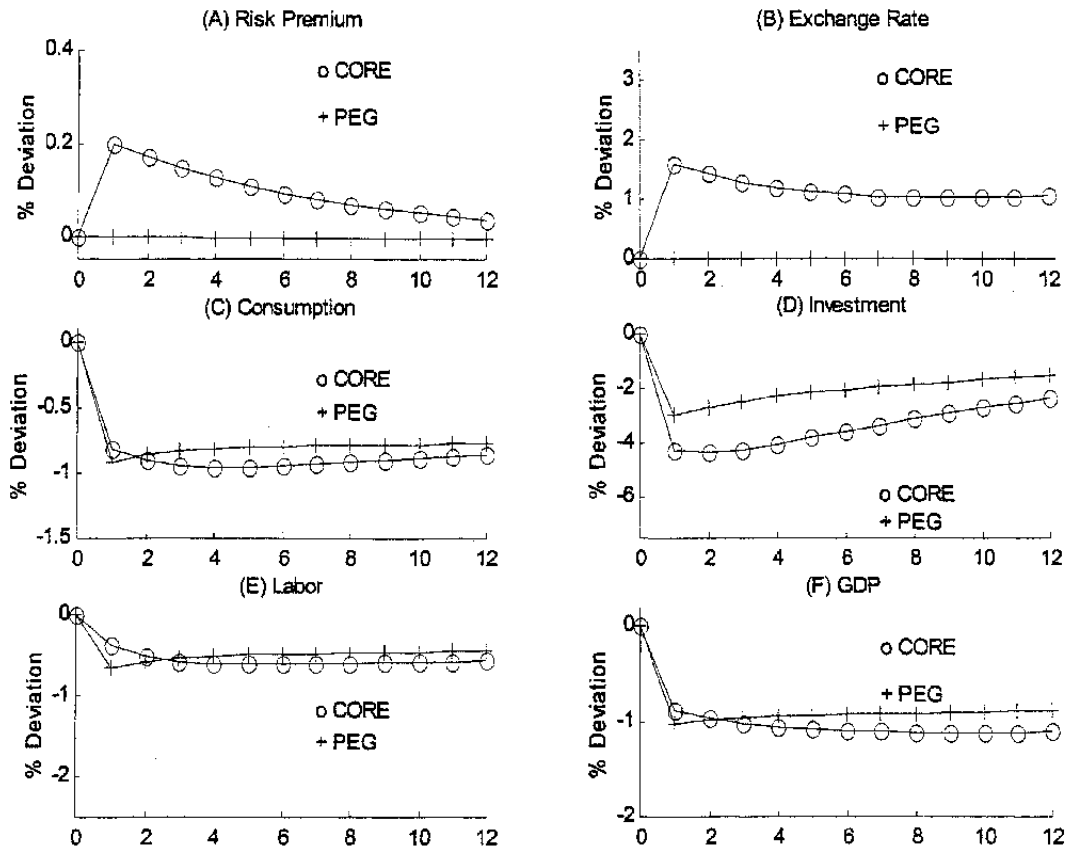 (A) Risk Premium
% Deviation
0.4
0.2
0
CORE
PEG
0 2 4 6 8 10 12
(B) Exchange Rate
% Deviation
3
2
1
0
CORE
PEG
0 2 4 6 8 10 12
(C) Consumption
% Deviation
0
-0.5
-1
-1.5
CORE
PEG
0 2 4 6 8 10 12
(D) Investment
% Deviation
0
-2
-4
-6
CORE
PEG
0 2 4 6 8 10 12
(E) Labor
% Deviation
0
-1
-2
CORE
PEG
0 2 4 6 8 10 12
(F) GDP
% Deviation
0
-1
-2
CORE
PEG
0 2 4 6 8 10 12